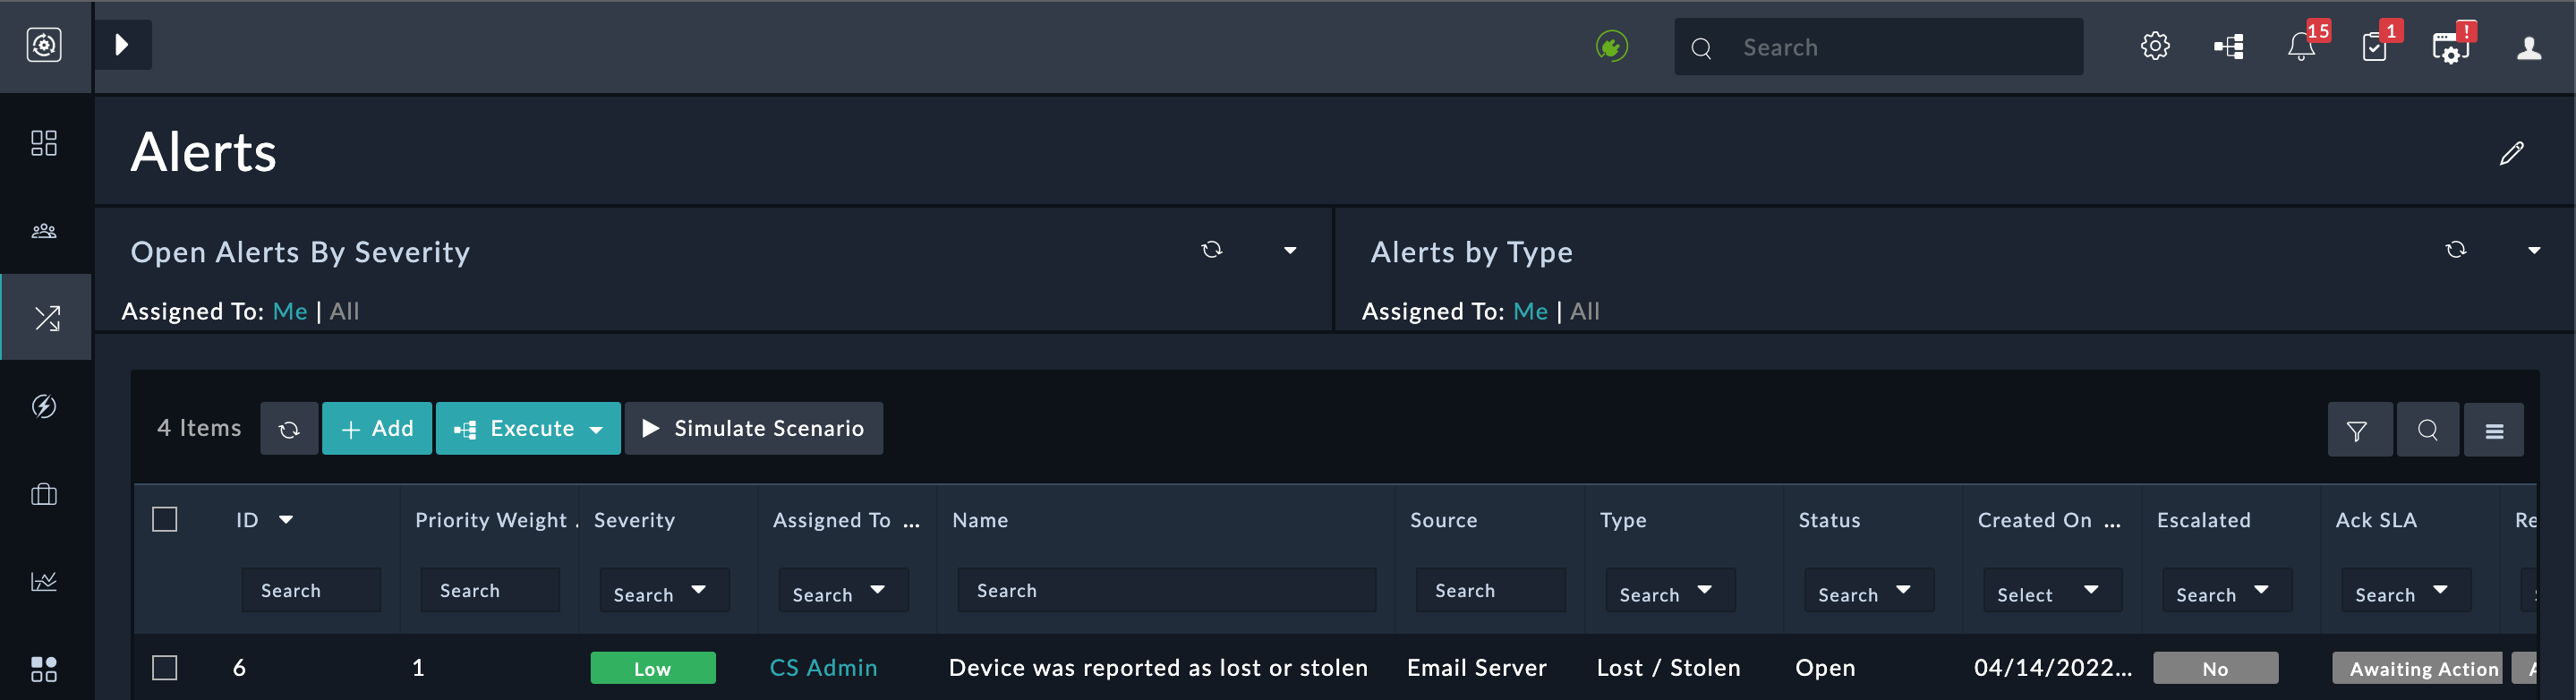 Search
15
1
!
Alerts
Open Alerts By Severity
Assigned To: Me | All
Alerts by Type
Assigned To: Me | All
4 Items
Add
Execute
Simulate Scenario
ID
Priority Weight .
Severity
Assigned To ...
Name
Source
Type
Status
Created On ...
Escalated
Ack SLA
Re
Search
Search
Search
Search
Search
Search
Search
Search
Select
Search
Search
6
1
Low
CS Admin
Device was reported as lost or stolen
Email Server
Lost / Stolen
Open
04/14/2022...
No
Awaiting Action